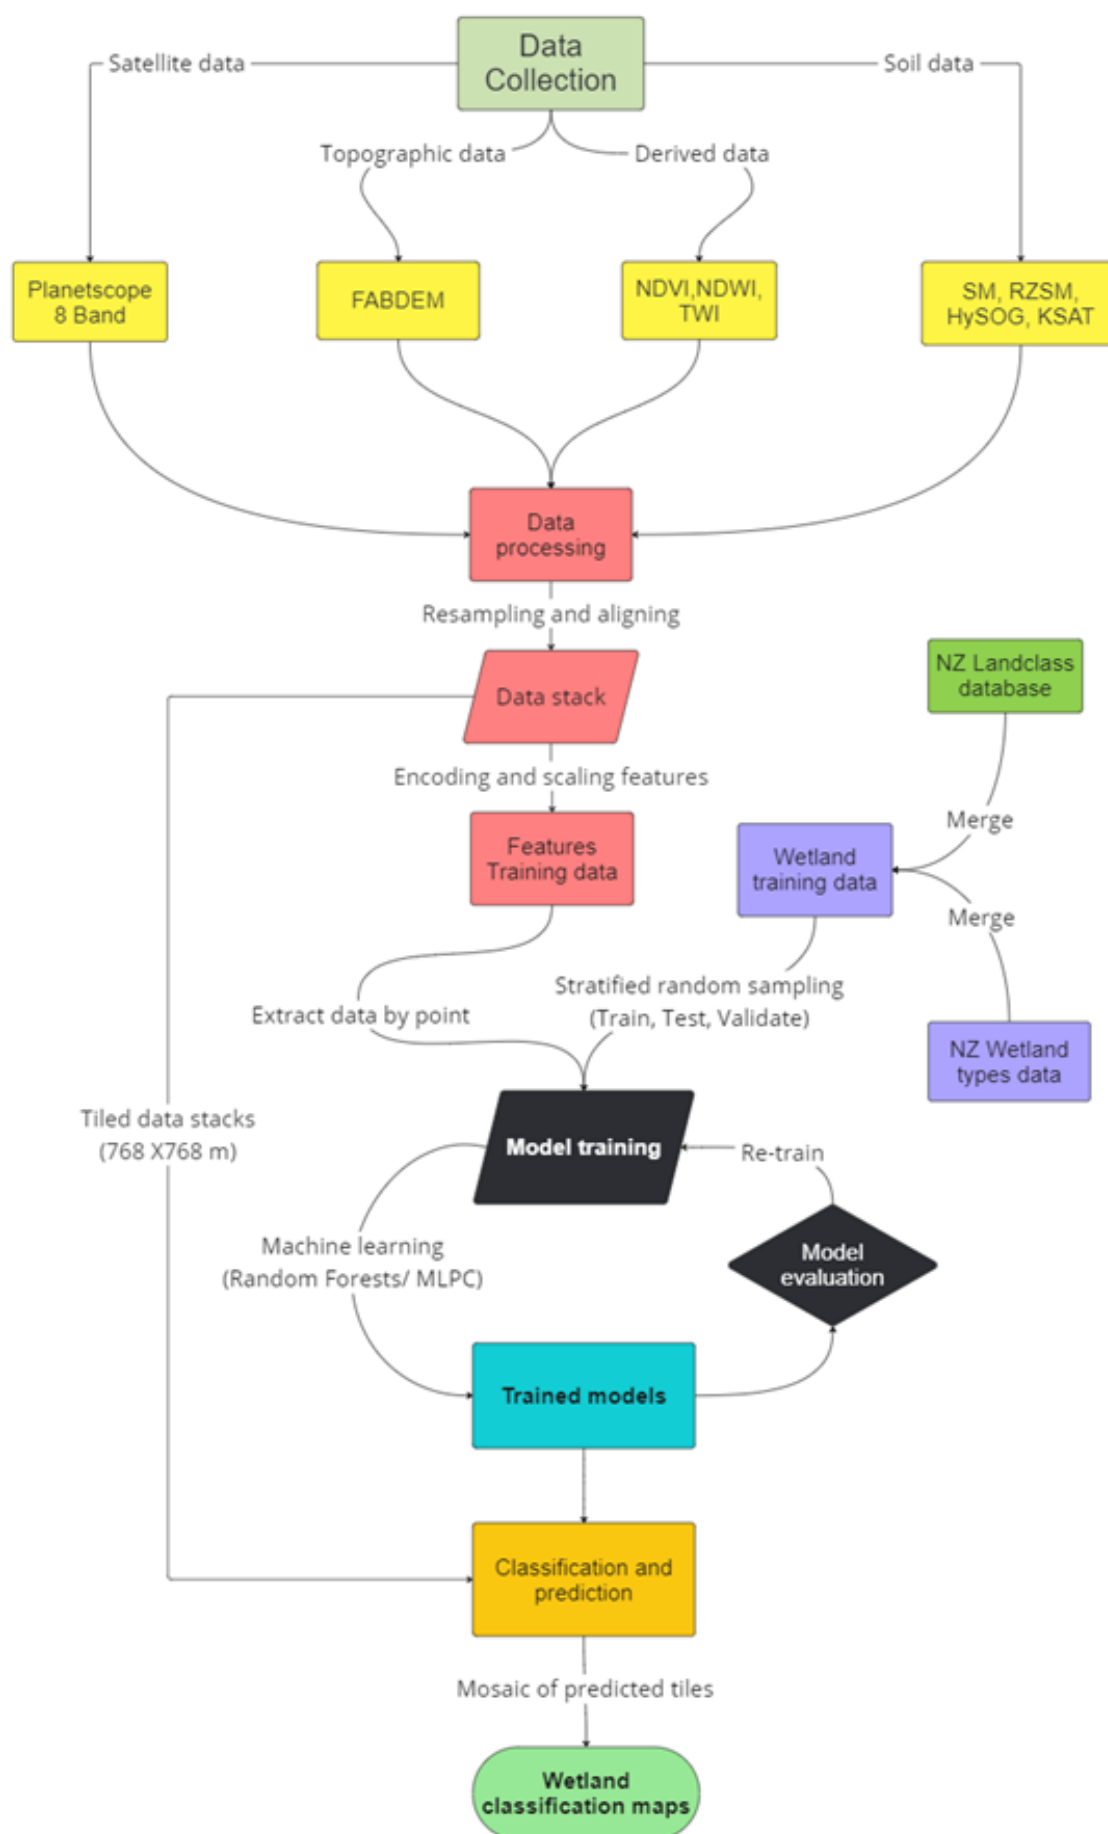 Data
Collection
Satellite data
Soil data
Topographic data
Derived data
Planetscope
8 Band
FABDEM
NDVI,NDWI,
TWI
SM, RZSM,
HySOG, KSAT
Data
processing
Resampling and aligning
Data stack
NZ Landclass
database
Encoding and scaling features
Merge
Features
Training data
Wetland
training data
Merge
Stratified random sampling
(Train, Test, Validate)
Extract data by point
NZ Wetland
types data
Tiled data stacks
(768 X768 m)
Model training
Re-train
Machine learning
(Random Forests/ MLPC)
Model
evaluation
Trained models
Classification and
prediction
Mosaic of predicted tiles
Wetland
classification maps